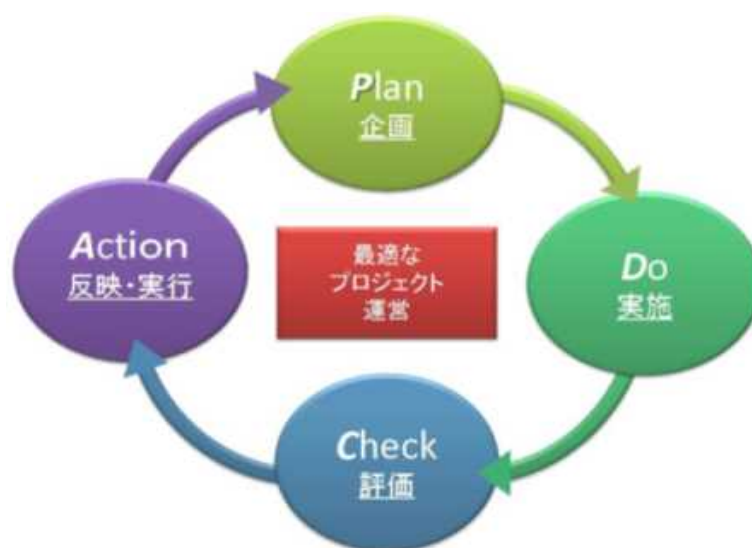 Plan
企画
Do
実施
Check
評価
Action
反映・実行
最適な
プロジェクト
運営